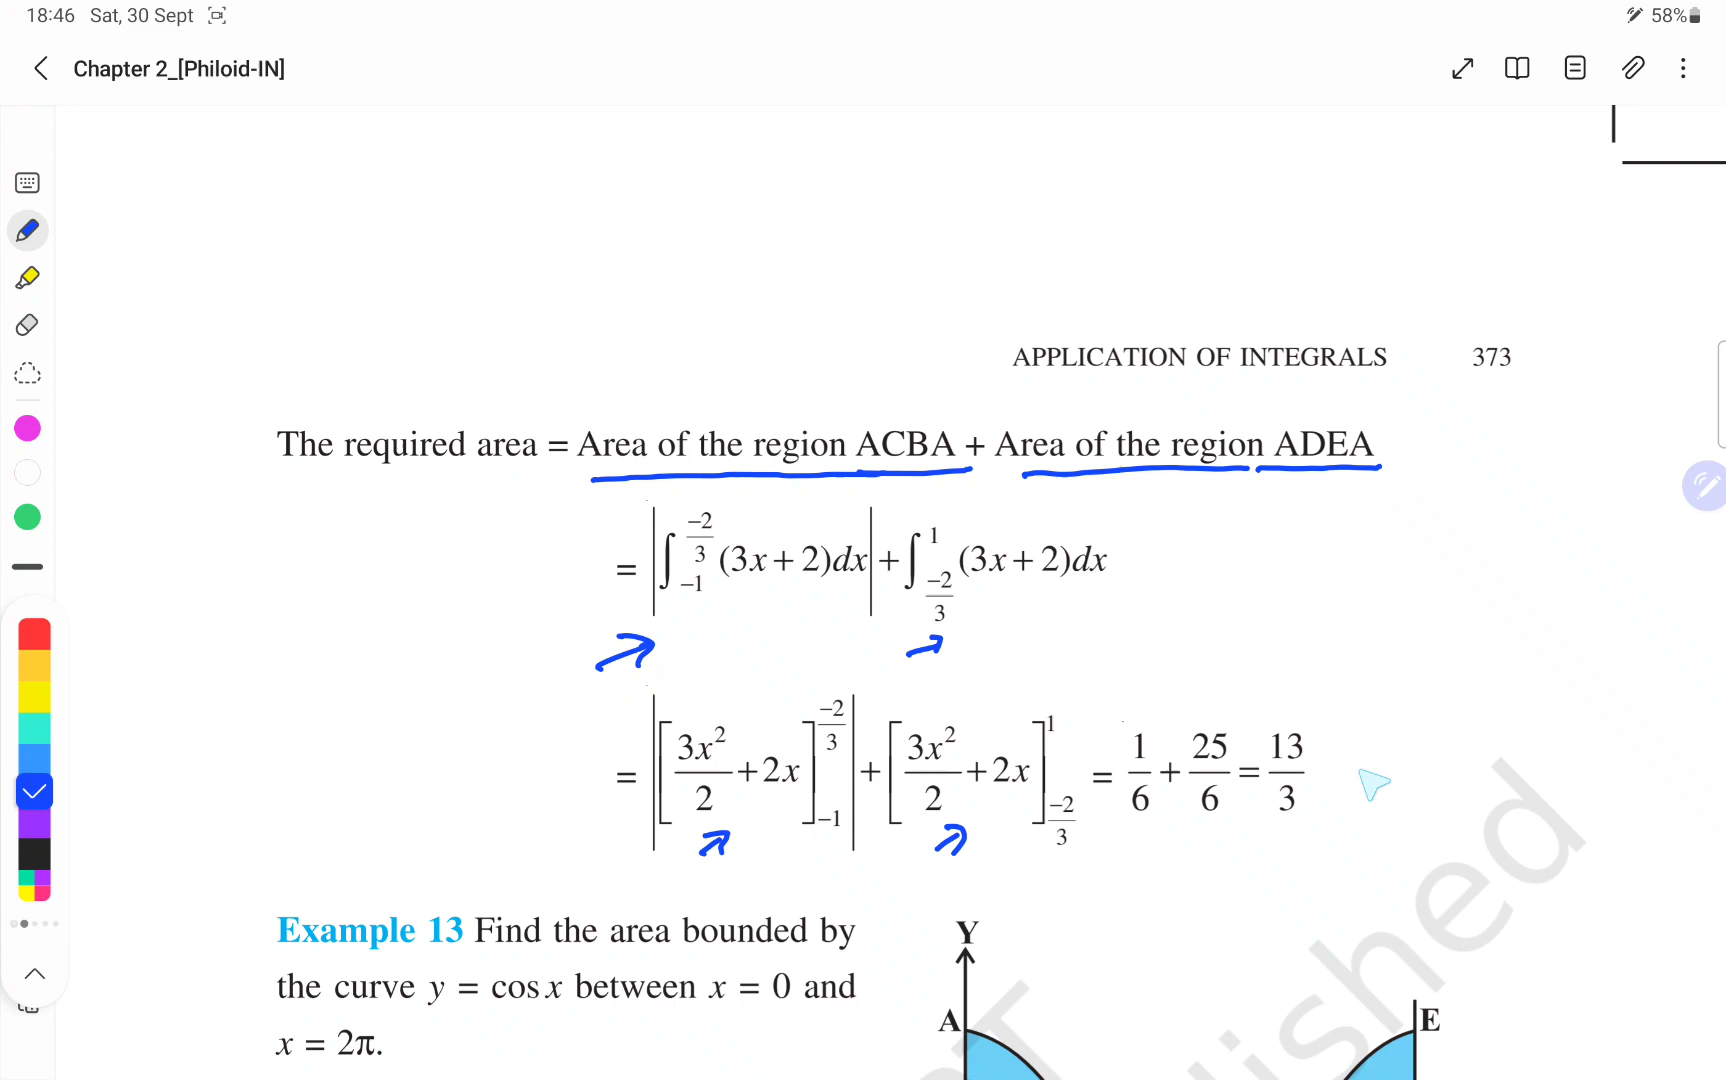 18:46 Sat, 30 Sept 58%
Chapter 2_[Philoid-IN]
APPLICATION OF INTEGRALS 373
The required area = Area of the region ACBA + Area of the region ADEA
= |∫_{-1}^{-2/3} (3x + 2)dx| + ∫_{-2/3}^{1} (3x + 2)dx
= |[3x²/2 + 2x]_{-1}^{-2/3}| + [3x²/2 + 2x]_{-2/3}^{1} = 1/6 + 25/6 = 13/3
Example 13 Find the area bounded by
the curve y = cos x between x = 0 and
x = 2π.
Y
A
E